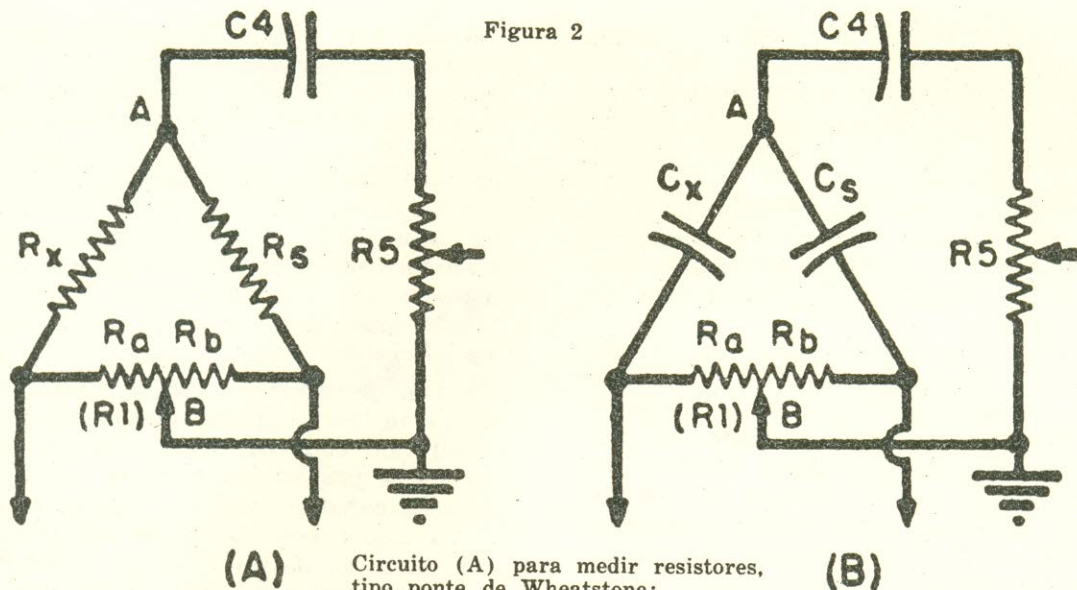 Figura 2
C4
A
Rx
Rs
R5
Ra Rb
(R1) B
(A)
C4
A
Cx
Cs
R5
Ra Rb
(R1) B
(B)
Circuito (A) para medir resistores,
tipo ponte de Wheatstone;